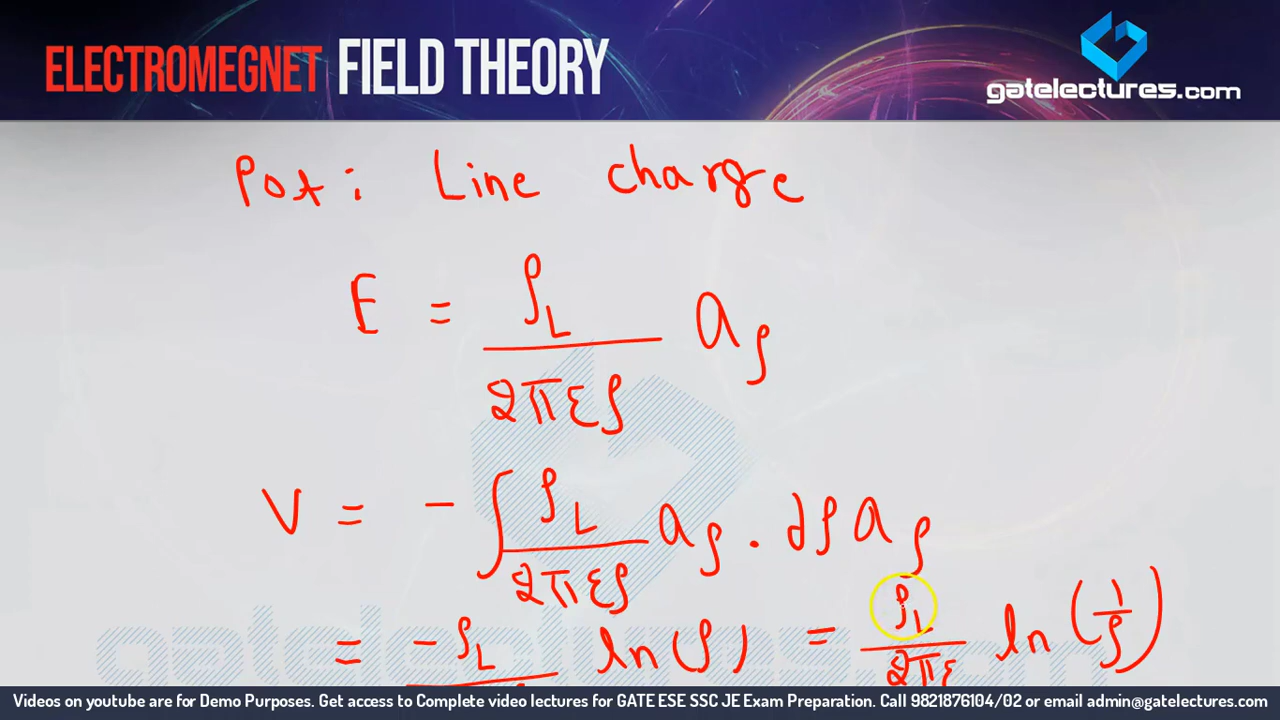 ELECTROMEGNET FIELD THEORY
gatelectures.com
Pot: Line charge
E = ρL / 2περ aρ
V = - ∫ ρL / 2περ aρ . dρ aρ
= -ρL ln(ρ) = ρL / 2πε ln(1/ρ)
gatelectures.com
Videos on youtube are for Demo Purposes. Get access to Complete video lectures for GATE ESE SSC JE Exam Preparation. Call 9821876104/02 or email admin@gatelectures.com